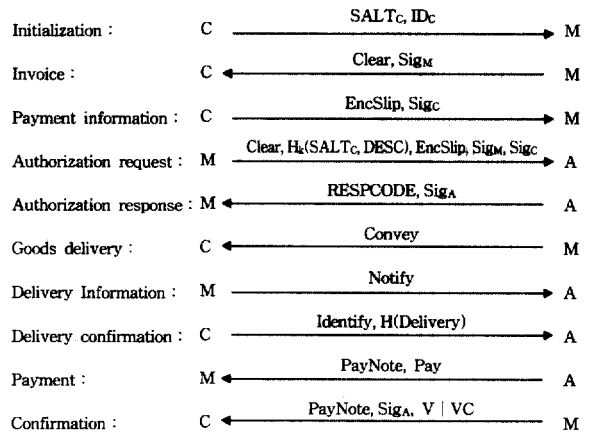 Initialization : C SALTC, IDC M
Invoice : C Clear, SigM M
Payment information : C EncSlip, SigC M
Authorization request : M Clear, Hk(SALTC, DESC), EncSlip, SigM, SigC A
Authorization response : M RESPCODE, SigA A
Goods delivery : C Convey M
Delivery Information : M Notify A
Delivery confirmation : C Identify, H(Delivery) A
Payment : M PayNote, Pay A
Confirmation : C PayNote, SigA, V | VC M